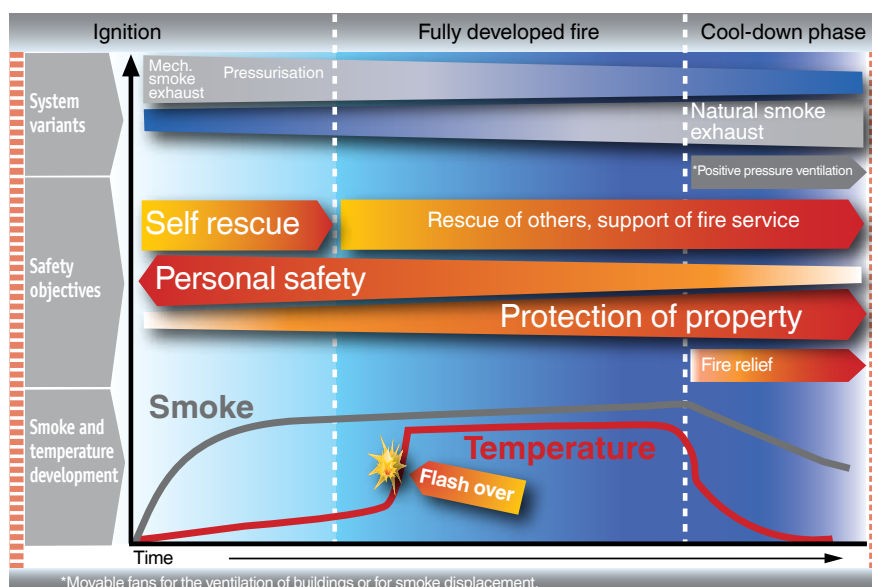 Ignition
Fully developed fire
Cool-down phase
System
variants
Mech.
smoke
exhaust
Pressurisation
Natural smoke
exhaust
*Positive pressure ventilation
Safety
objectives
Self rescue
Rescue of others, support of fire service
Personal safety
Protection of property
Fire relief
Smoke and
temperature
development
Smoke
Temperature
Flash over
Time
*Movable fans for the ventilation of buildings or for smoke displacement.